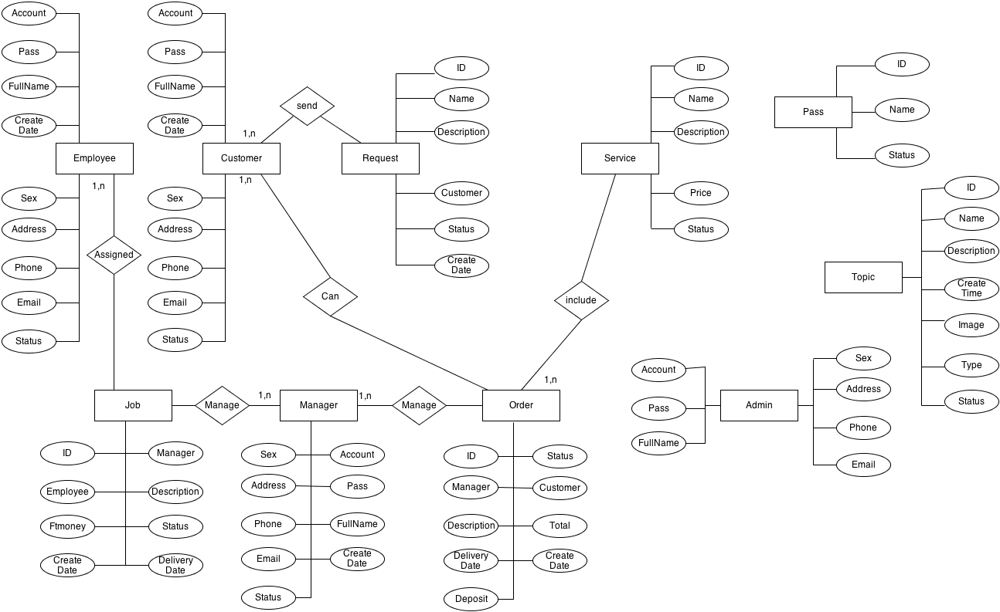 Account
Pass
FullName
Create
Date
Employee
1,n
Sex
Address
Phone
Email
Status
Assigned
Account
Pass
FullName
Create
Date
Customer
1,n
1,n
Sex
Address
Phone
Email
Status
send
Request
ID
Name
Description
Customer
Status
Create
Date
Can
Service
ID
Name
Description
Price
Status
include
1,n
Pass
ID
Name
Status
Topic
ID
Name
Description
Create
Time
Image
Type
Status
Job
Manage
1,n
Manager
1,n
Manage
Order
ID
Manager
Employee
Description
Ftmoney
Status
Create
Date
Delivery
Date
Sex
Account
Address
Pass
Phone
FullName
Email
Create
Date
Status
ID
Status
Manager
Customer
Description
Total
Delivery
Date
Create
Date
Deposit
Account
Pass
FullName
Admin
Sex
Address
Phone
Email